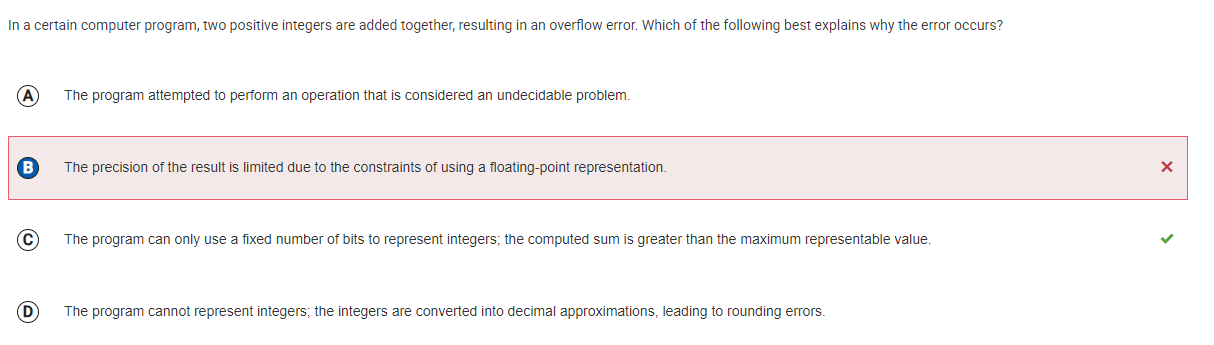 In a certain computer program, two positive integers are added together, resulting in an overflow error. Which of the following best explains why the error occurs?
A The program attempted to perform an operation that is considered an undecidable problem.
B The precision of the result is limited due to the constraints of using a floating-point representation.
C The program can only use a fixed number of bits to represent integers; the computed sum is greater than the maximum representable value.
D The program cannot represent integers; the integers are converted into decimal approximations, leading to rounding errors.